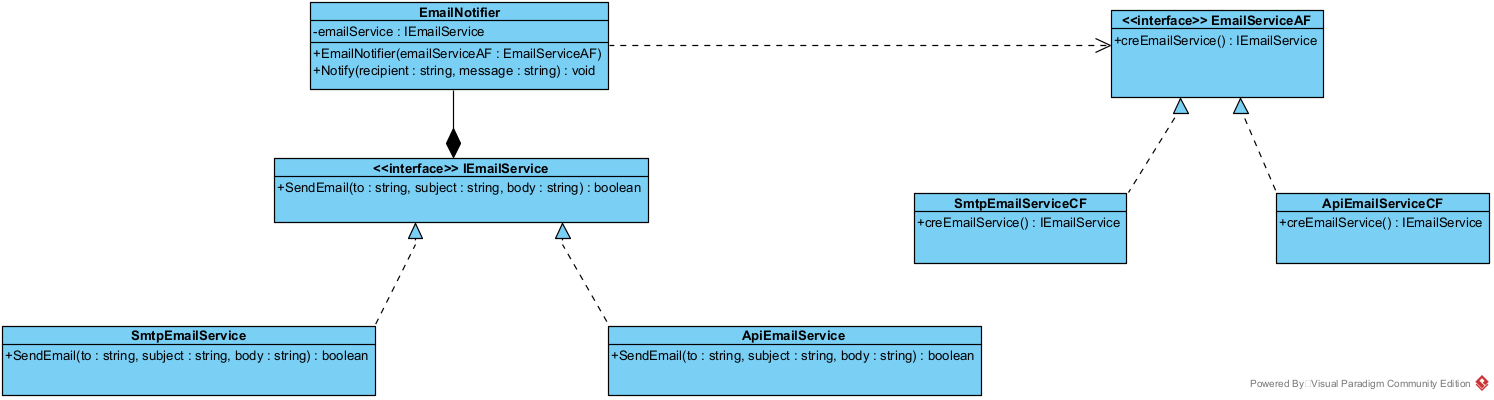 EmailNotifier
-emailService : IEmailService
+EmailNotifier(emailServiceAF : EmailServiceAF)
+Notify(recipient : string, message : string) : void
<<interface>> EmailServiceAF
+creEmailService() : IEmailService
<<interface>> IEmailService
+SendEmail(to : string, subject : string, body : string) : boolean
SmtpEmailServiceCF
+creEmailService() : IEmailService
ApiEmailServiceCF
+creEmailService() : IEmailService
SmtpEmailService
+SendEmail(to : string, subject : string, body : string) : boolean
ApiEmailService
+SendEmail(to : string, subject : string, body : string) : boolean
Powered By Visual Paradigm Community Edition